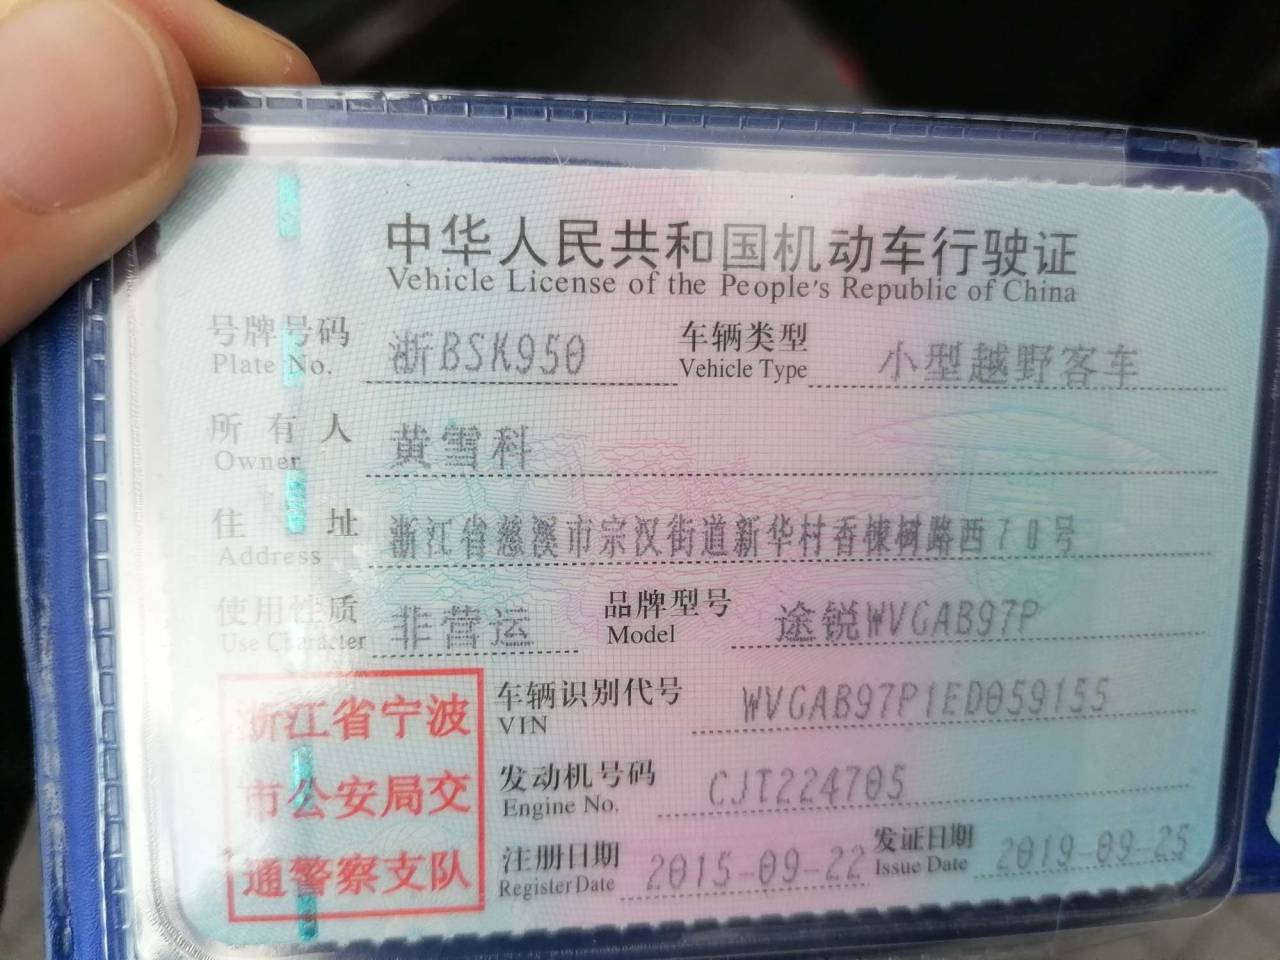 中华人民共和国机动车行驶证
Vehicle License of the People's Republic of China
号牌号码 浙BSK950 车辆类型 小型越野客车
Plate No. Vehicle Type
所有人 黄雪科
Owner
住址 浙江省慈溪市宗汉街道新华村香楝树路西70号
Address
使用性质 非营运 品牌型号 途锐WVGAB97P
Use Character Model
浙江省宁波 车辆识别代号 WVGAB97P1ED059155
VIN
市公安局交 发动机号码 CJT224705
Engine No.
通警察支队 注册日期 2015-09-22 发证日期 2019-09-25
Register Date Issue Date